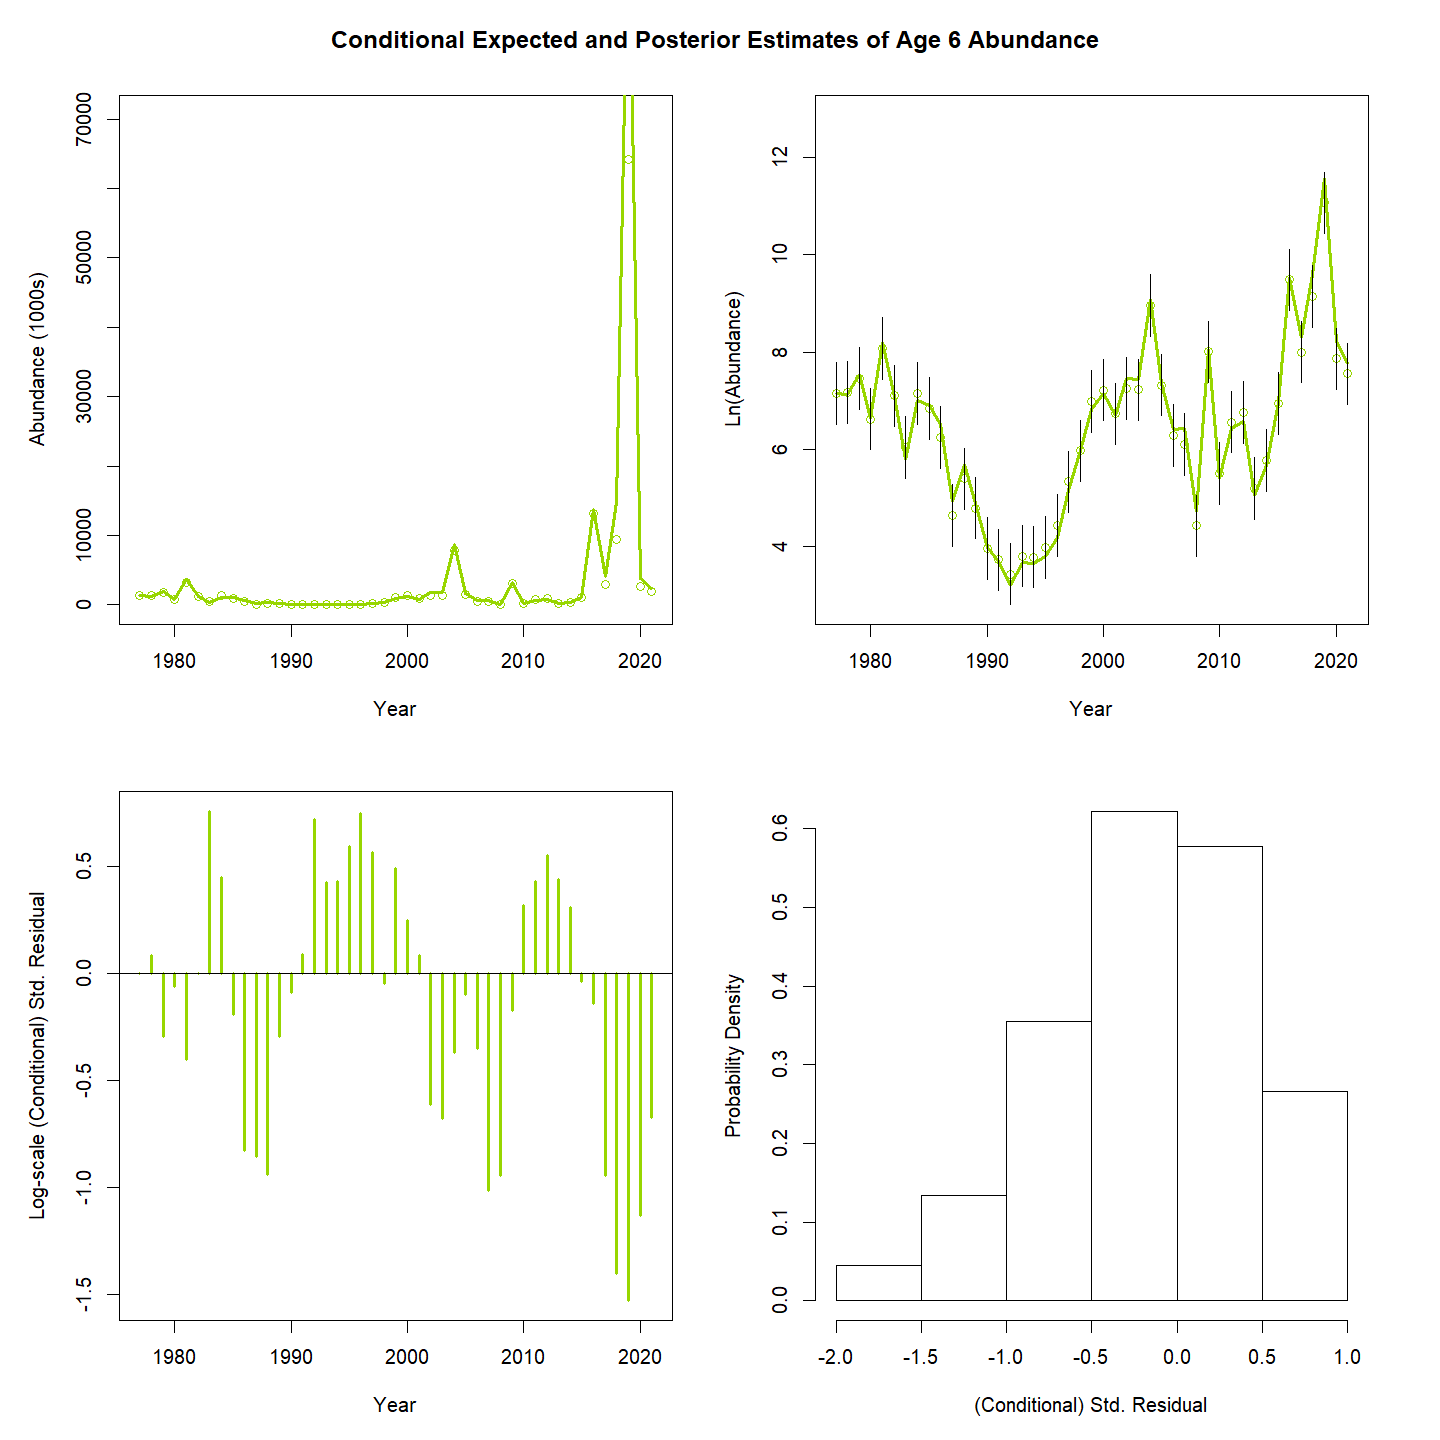 Conditional Expected and Posterior Estimates of Age 6 Abundance
Abundance (1000s)
0 10000 30000 50000 70000
1980 1990 2000 2010 2020
Year
Ln(Abundance)
4 6 8 10 12
1980 1990 2000 2010 2020
Year
Log-scale (Conditional) Std. Residual
-1.5 -1.0 -0.5 0.0 0.5
1980 1990 2000 2010 2020
Year
Probability Density
0.0 0.1 0.2 0.3 0.4 0.5 0.6
-2.0 -1.5 -1.0 -0.5 0.0 0.5 1.0
(Conditional) Std. Residual